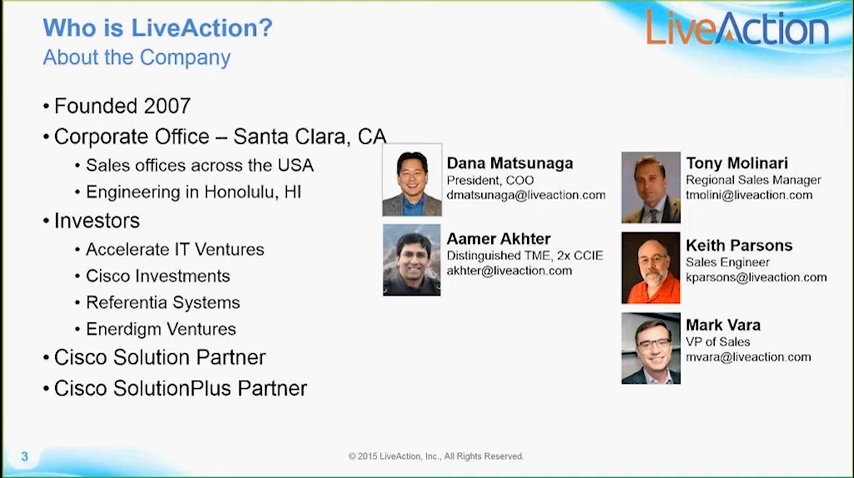 Who is LiveAction?
About the Company
LiveAction
• Founded 2007
• Corporate Office – Santa Clara, CA
• Sales offices across the USA
• Engineering in Honolulu, HI
• Investors
• Accelerate IT Ventures
• Cisco Investments
• Referentia Systems
• Enerdigm Ventures
• Cisco Solution Partner
• Cisco SolutionPlus Partner
Dana Matsunaga
President, COO
dmatsunaga@liveaction.com
Aamer Akhter
Distinguished TME, 2x CCIE
akhter@liveaction.com
Tony Molinari
Regional Sales Manager
tmolini@liveaction.com
Keith Parsons
Sales Engineer
kparsons@liveaction.com
Mark Vara
VP of Sales
mvara@liveaction.com
3
© 2015 LiveAction, Inc., All Rights Reserved.